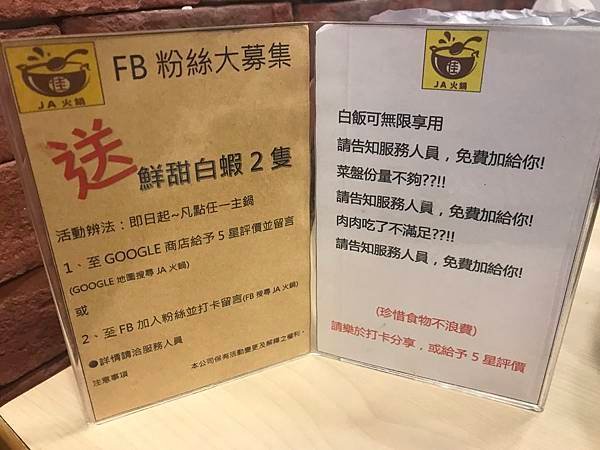 佳
JA 火鍋
FB 粉絲大募集
送
鮮甜白蝦 2 隻
活動辨法：即日起~凡點任一主鍋
1、至 GOOGLE 商店給予 5 星評價並留言
(GOOGLE 地圖搜尋 JA 火鍋)
或
2、至 FB 加入粉絲並打卡留言(FB 搜尋 JA 火鍋)
●詳情請洽服務人員
注意事項
本公司保有活動變更及解釋之權利。
佳
JA 火鍋
白飯可無限享用
請告知服務人員，免費加給你!
菜盤份量不夠??!!
請告知服務人員，免費加給你!
肉肉吃了不滿足??!!
請告知服務人員，免費加給你!
(珍惜食物不浪費)
請樂於打卡分享，或給予 5 星評價